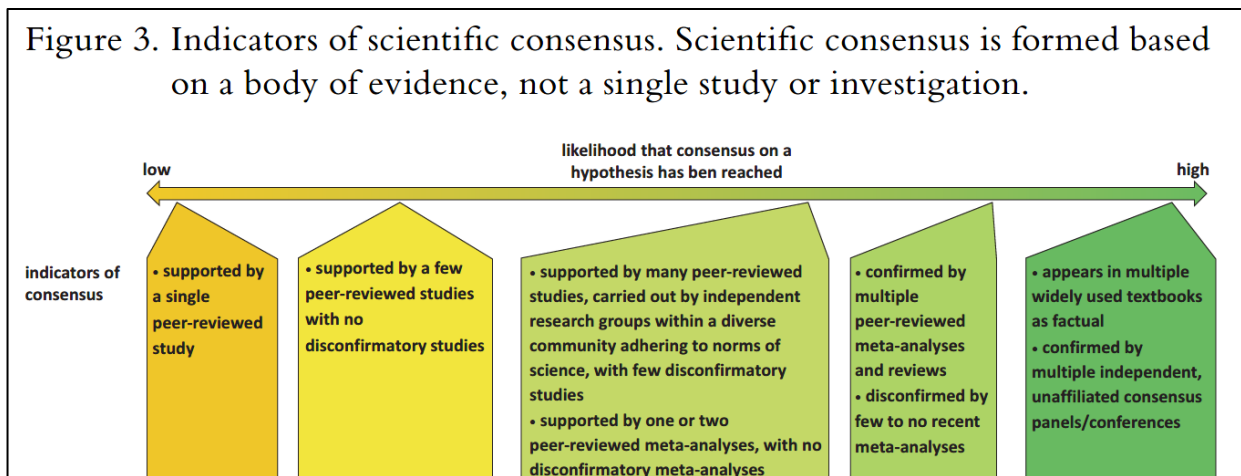 Figure 3. Indicators of scientific consensus. Scientific consensus is formed based
on a body of evidence, not a single study or investigation.
likelihood that consensus on a
hypothesis has ben reached
low
high
indicators of
consensus
• supported by
a single
peer-reviewed
study
• supported by a few
peer-reviewed studies
with no
disconfirmatory studies
• supported by many peer-reviewed
studies, carried out by independent
research groups within a diverse
community adhering to norms of
science, with few disconfirmatory
studies
• supported by one or two
peer-reviewed meta-analyses, with no
disconfirmatory meta-analyses
• confirmed by
multiple
peer-reviewed
meta-analyses
and reviews
• disconfirmed by
few to no recent
meta-analyses
• appears in multiple
widely used textbooks
as factual
• confirmed by
multiple independent,
unaffiliated consensus
panels/conferences